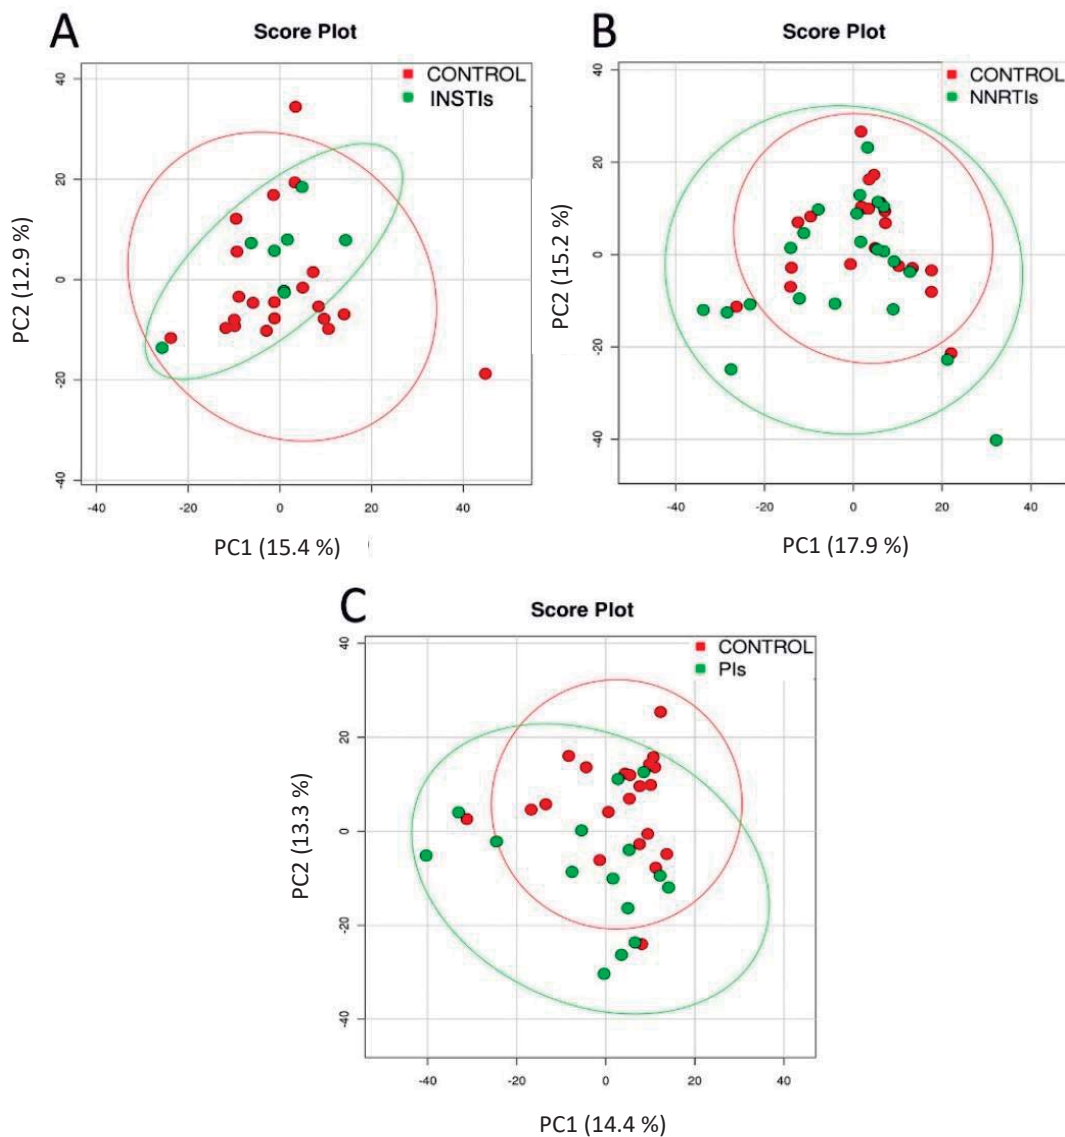 A
Score Plot
CONTROL
INSTIs
PC2 (12.9 %)
40
20
0
-20
-40
-40
-20
0
20
40
PC1 (15.4 %)
B
Score Plot
CONTROL
NNRTIs
PC2 (15.2 %)
40
20
0
-20
-40
-40
-20
0
20
40
PC1 (17.9 %)
C
Score Plot
CONTROL
PIs
PC2 (13.3 %)
40
20
0
-20
-40
-40
-20
0
20
40
PC1 (14.4 %)